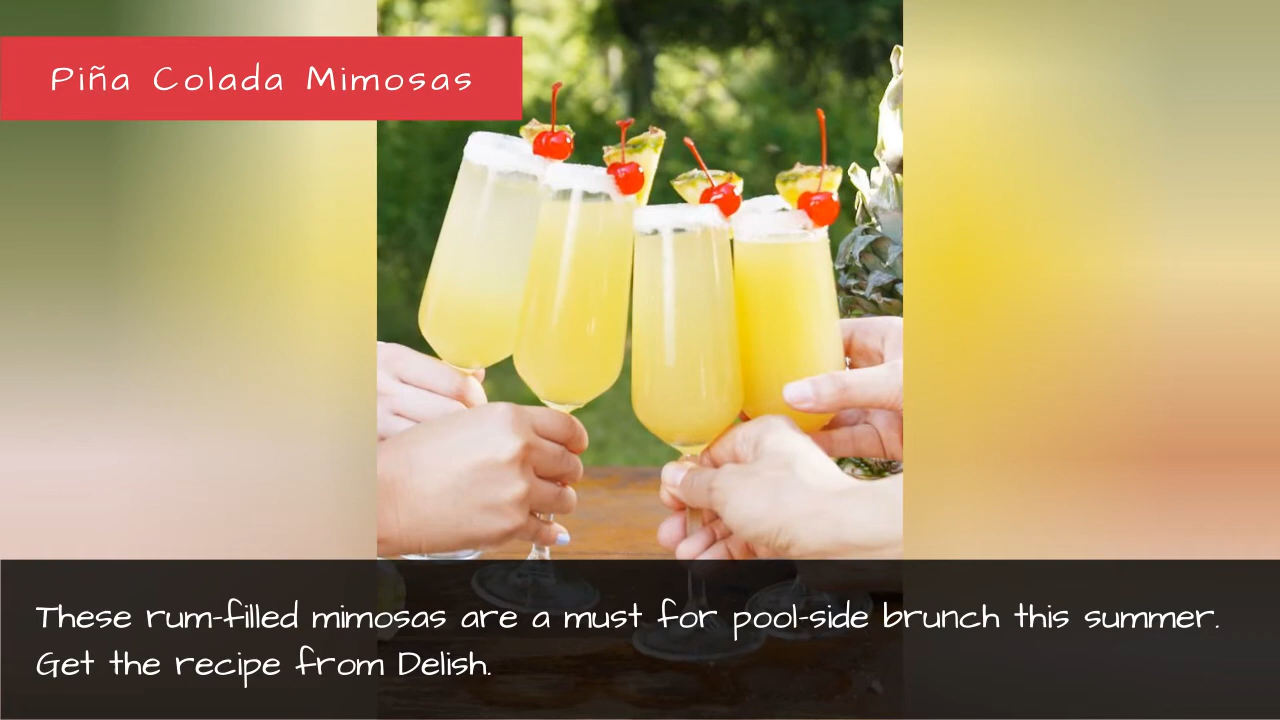 Piña Colada Mimosas
These rum-filled mimosas are a must for pool-side brunch this summer.
Get the recipe from Delish.